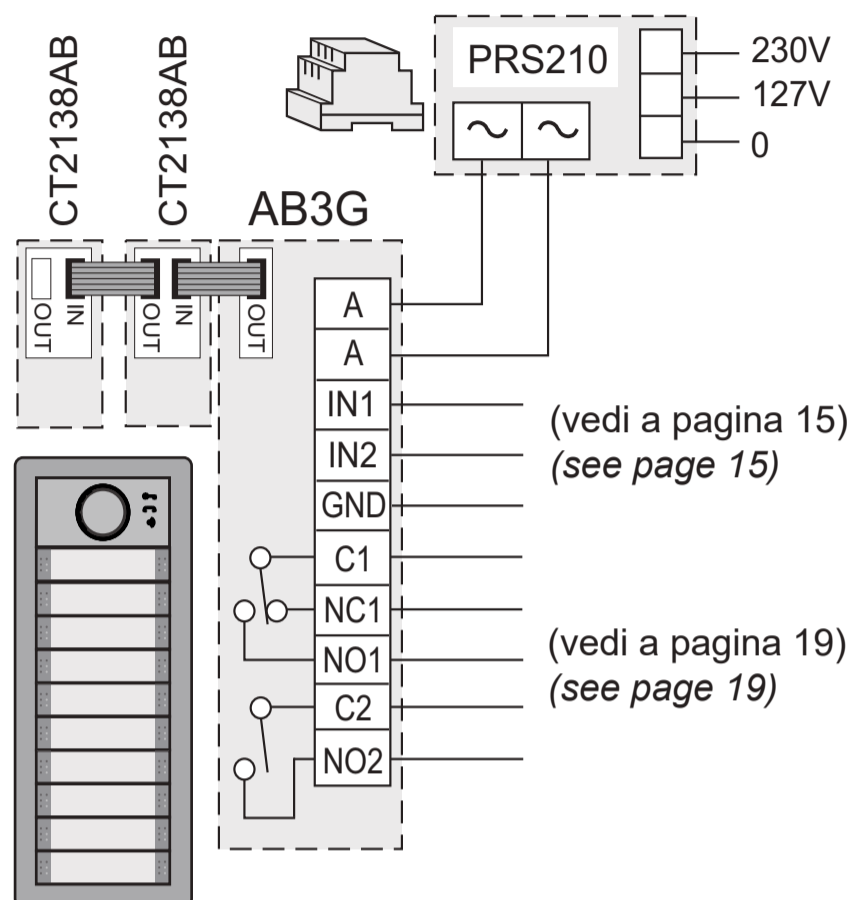 CT2138AB
CT2138AB
AB3G
PRS210
230V
127V
0
OUT
IN
OUT
IN
OUT
A
A
IN1
IN2
GND
C1
NC1
NO1
C2
NO2
(vedi a pagina 15)
(see page 15)
(vedi a pagina 19)
(see page 19)